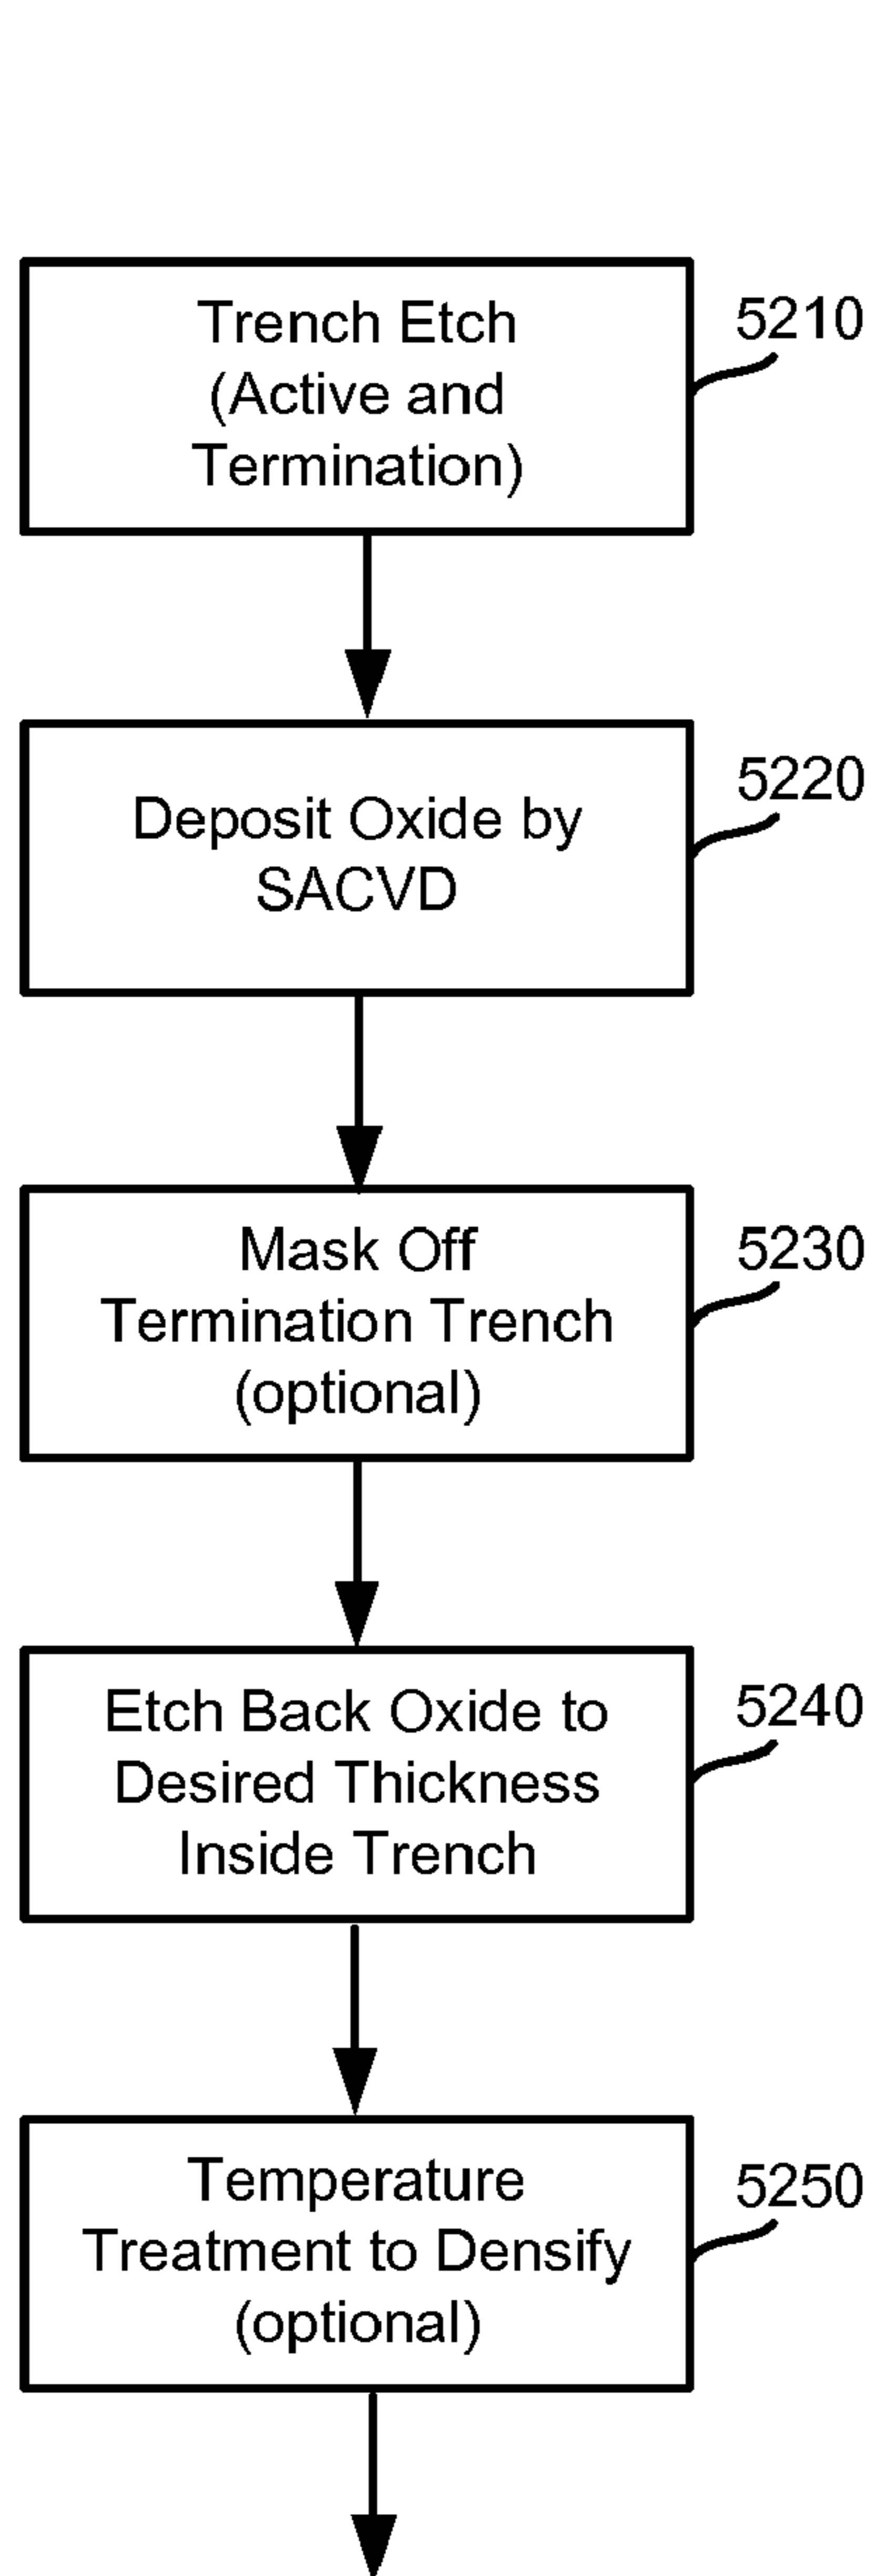 Trench Etch
(Active and
Termination)
5210
Deposit Oxide by
SACVD
5220
Mask Off
Termination Trench
(optional)
5230
Etch Back Oxide to
Desired Thickness
Inside Trench
5240
Temperature
Treatment to Densify
(optional)
5250